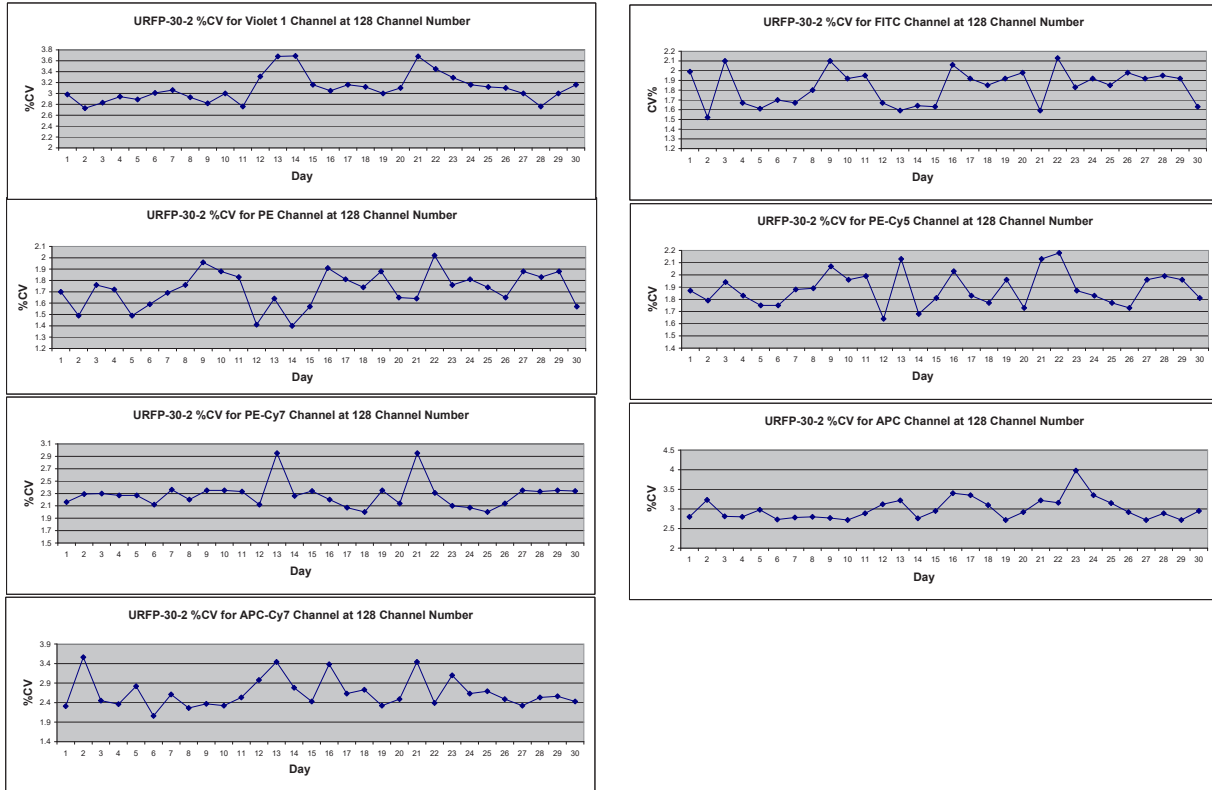 URFP-30-2 %CV for Violet 1 Channel at 128 Channel Number
3.8
3.6
3.4
3.2
3
2.8
2.6
2.4
2.2
2
%CV
1 2 3 4 5 6 7 8 9 10 11 12 13 14 15 16 17 18 19 20 21 22 23 24 25 26 27 28 29 30
Day
URFP-30-2 %CV for FITC Channel at 128 Channel Number
2.2
2.1
2
1.9
1.8
1.7
1.6
1.5
1.4
1.3
1.2
CV%
1 2 3 4 5 6 7 8 9 10 11 12 13 14 15 16 17 18 19 20 21 22 23 24 25 26 27 28 29 30
Day
URFP-30-2 %CV for PE Channel at 128 Channel Number
2.1
2
1.9
1.8
1.7
1.6
1.5
1.4
1.3
1.2
%CV
1 2 3 4 5 6 7 8 9 10 11 12 13 14 15 16 17 18 19 20 21 22 23 24 25 26 27 28 29 30
Day
URFP-30-2 %CV for PE-Cy5 Channel at 128 Channel Number
2.2
2.1
2
1.9
1.8
1.7
1.6
1.5
1.4
%CV
1 2 3 4 5 6 7 8 9 10 11 12 13 14 15 16 17 18 19 20 21 22 23 24 25 26 27 28 29 30
Day
URFP-30-2 %CV for PE-Cy7 Channel at 128 Channel Number
3.1
2.9
2.7
2.5
2.3
2.1
1.9
1.7
1.5
%CV
1 2 3 4 5 6 7 8 9 10 11 12 13 14 15 16 17 18 19 20 21 22 23 24 25 26 27 28 29 30
Day
URFP-30-2 %CV for APC Channel at 128 Channel Number
4.5
4
3.5
3
2.5
2
%CV
1 2 3 4 5 6 7 8 9 10 11 12 13 14 15 16 17 18 19 20 21 22 23 24 25 26 27 28 29 30
Day
URFP-30-2 %CV for APC-Cy7 Channel at 128 Channel Number
3.9
3.4
2.9
2.4
1.9
1.4
%CV
1 2 3 4 5 6 7 8 9 10 11 12 13 14 15 16 17 18 19 20 21 22 23 24 25 26 27 28 29 30
Day